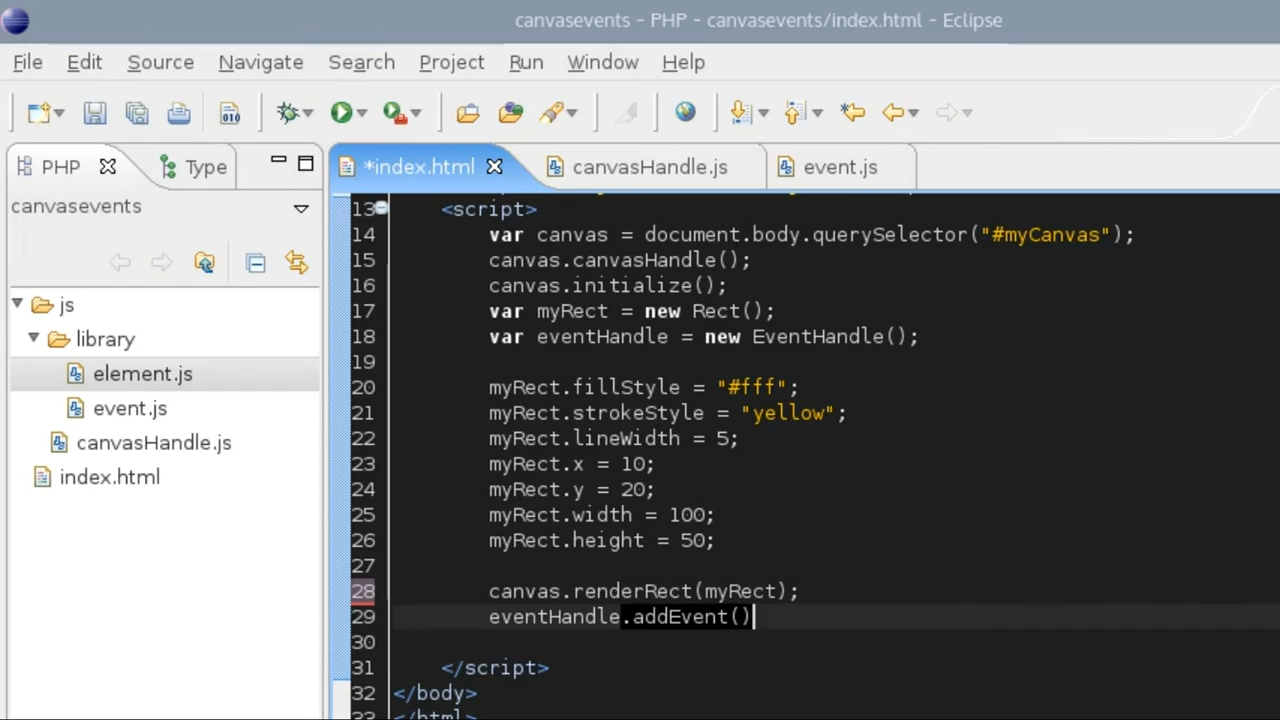 canvasevents - PHP - canvasevents/index.html - Eclipse
File Edit Source Navigate Search Project Run Window Help
010
PHP Type *index.html canvasHandle.js event.js
canvasevents
js
library
element.js
event.js
canvasHandle.js
index.html
13 <script>
14 var canvas = document.body.querySelector("#myCanvas");
15 canvas.canvasHandle();
16 canvas.initialize();
17 var myRect = new Rect();
18 var eventHandle = new EventHandle();
19
20 myRect.fillStyle = "#fff";
21 myRect.strokeStyle = "yellow";
22 myRect.lineWidth = 5;
23 myRect.x = 10;
24 myRect.y = 20;
25 myRect.width = 100;
26 myRect.height = 50;
27
28 canvas.renderRect(myRect);
29 eventHandle.addEvent()
30
31 </script>
32 </body>
33 </html>